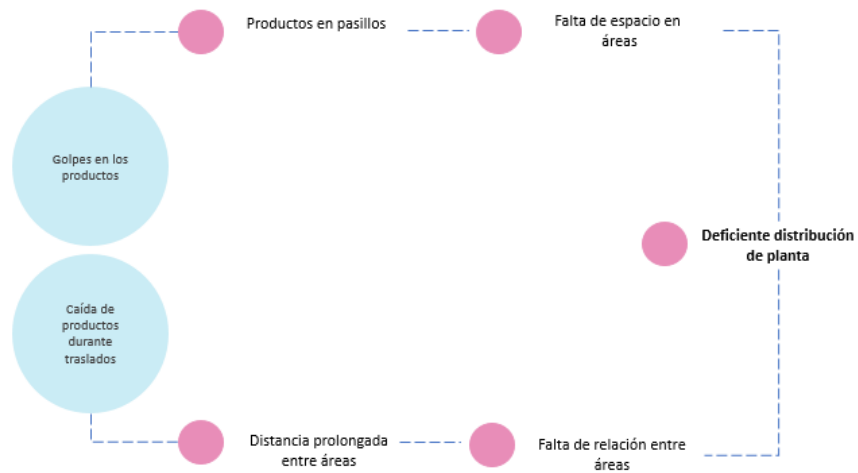 Productos en pasillos
Falta de espacio en
áreas
Golpes en los
productos
Deficiente distribución
de planta
Caída de
productos
durante
traslados
Distancia prolongada
entre áreas
Falta de relación entre
áreas